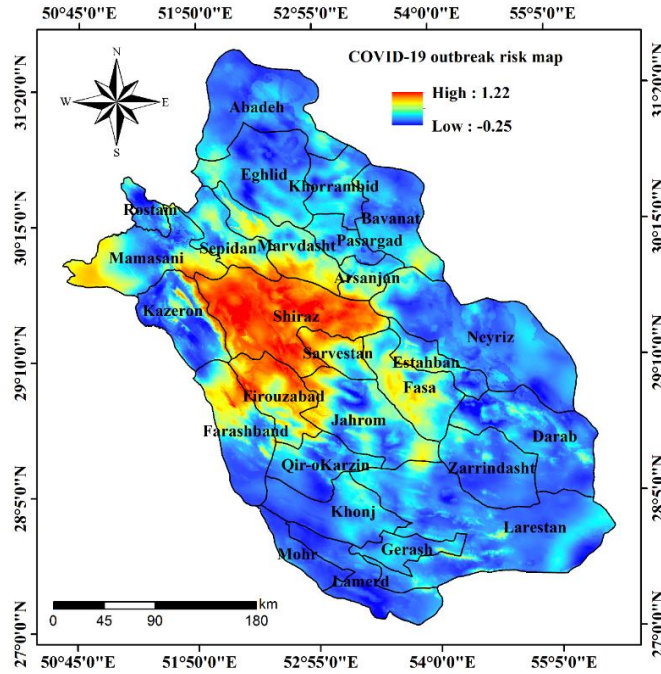 50°45'0"E 51°50'0"E 52°55'0"E 54°0'0"E 55°5'0"E
COVID-19 outbreak risk map
High : 1.22
Low : -0.25
N
W E
S
31°20'0"N 31°20'0"N
30°15'0"N 30°15'0"N
29°10'0"N 29°10'0"N
28°5'0"N 28°5'0"N
27°0'0"N 27°0'0"N
Abadeh
Eghlid
Khorrambid
Rostam
Bavanat
Sepidan
Marvdasht
Pasargad
Mamasani
Arsanjan
Kazeron
Shiraz
Neyriz
Sarvestan
Estahban
Fasa
Firouzabad
Jahrom
Farashband
Darab
Qir-oKarzin
Zarrindasht
Khonj
Larestan
Mohr
Gerash
Lamerd
km
0 45 90 180
50°45'0"E 51°50'0"E 52°55'0"E 54°0'0"E 55°5'0"E